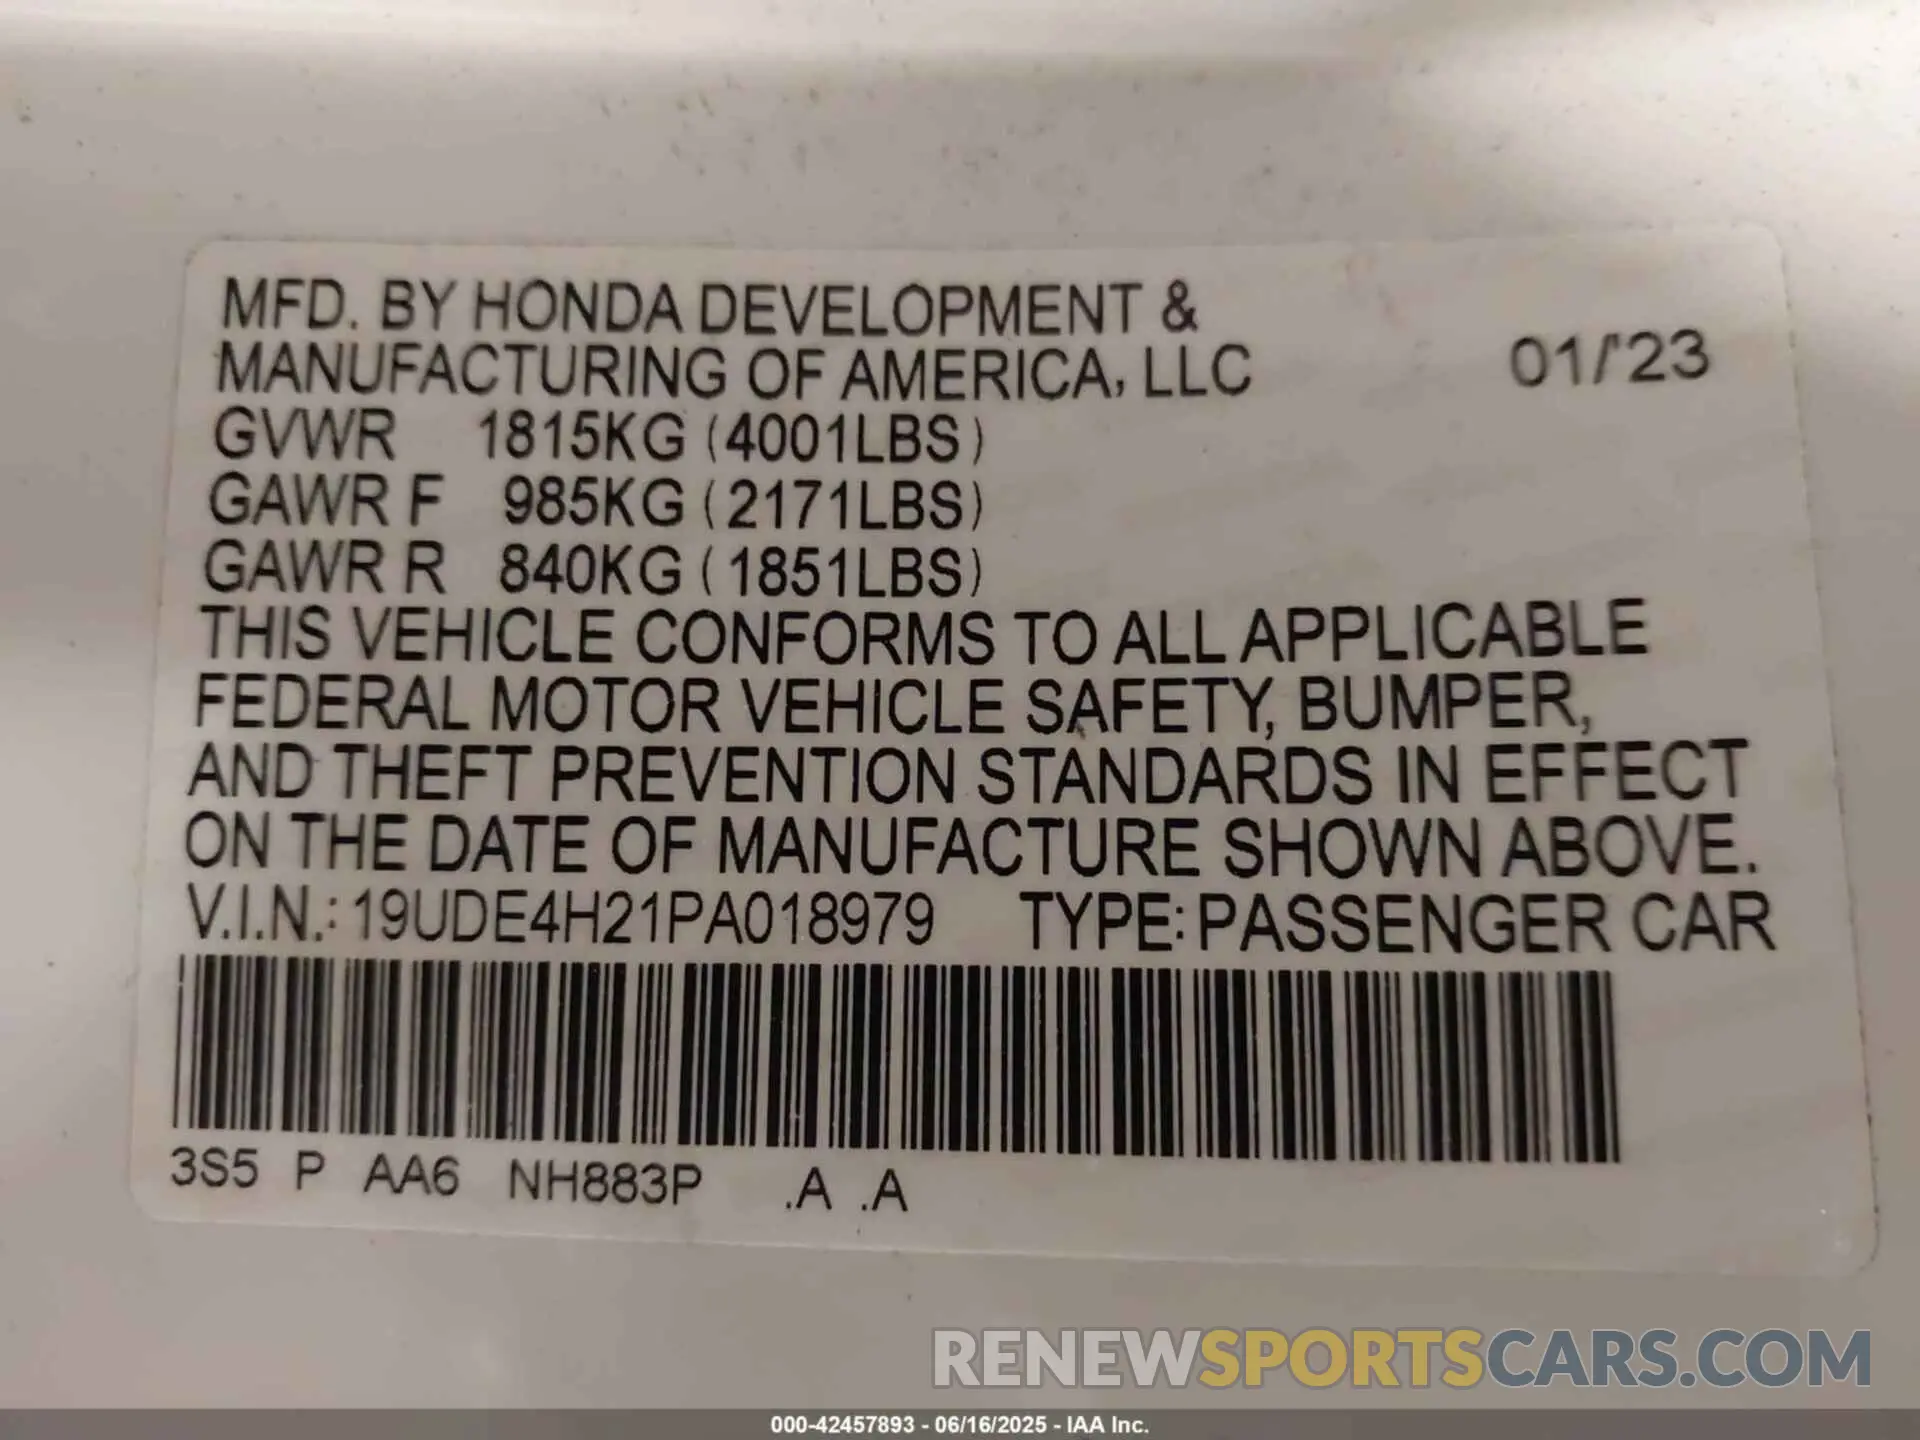 MFD. BY HONDA DEVELOPMENT &
MANUFACTURING OF AMERICA, LLC 01/'23
GVWR 1815KG (4001LBS)
GAWR F 985KG (2171LBS)
GAWR R 840KG (1851LBS)
THIS VEHICLE CONFORMS TO ALL APPLICABLE
FEDERAL MOTOR VEHICLE SAFETY, BUMPER,
AND THEFT PREVENTION STANDARDS IN EFFECT
ON THE DATE OF MANUFACTURE SHOWN ABOVE.
V.I.N.: 19UDE4H21PA018979 TYPE: PASSENGER CAR
3S5 P AA6 NH883P .A .A
RENEWSPORTSCARS.COM
000-42457893 - 06/16/2025 - IAA Inc.